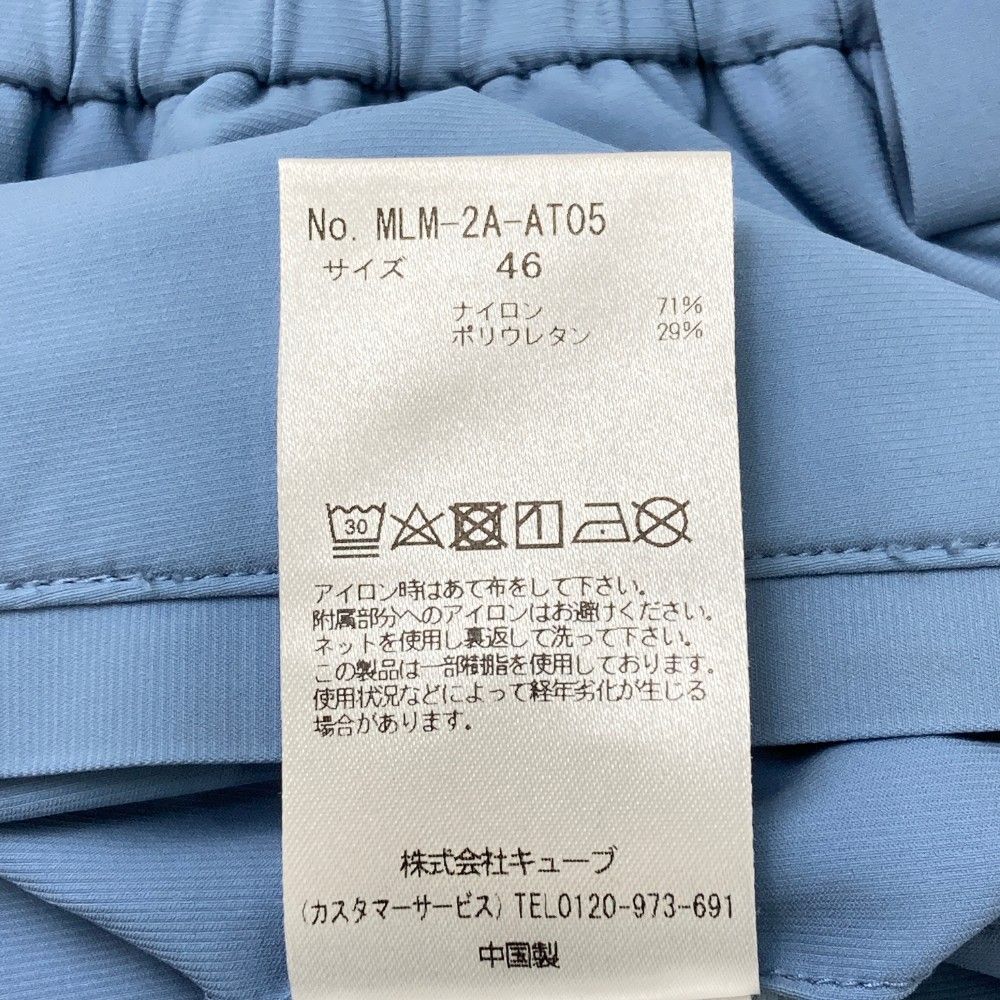 No. MLM-2A-AT05
サイズ 46
ナイロン 71%
ポリウレタン 29%
30
アイロン時はあて布をして下さい。
附属部分へのアイロンはお避けください。
ネットを使用し裏返して洗って下さい。
この製品は一部樹脂を使用しております。
使用状況などによって経年劣化が生じる
場合があります。
株式会社キューブ
(カスタマーサービス) TEL0120-973-691
中国製